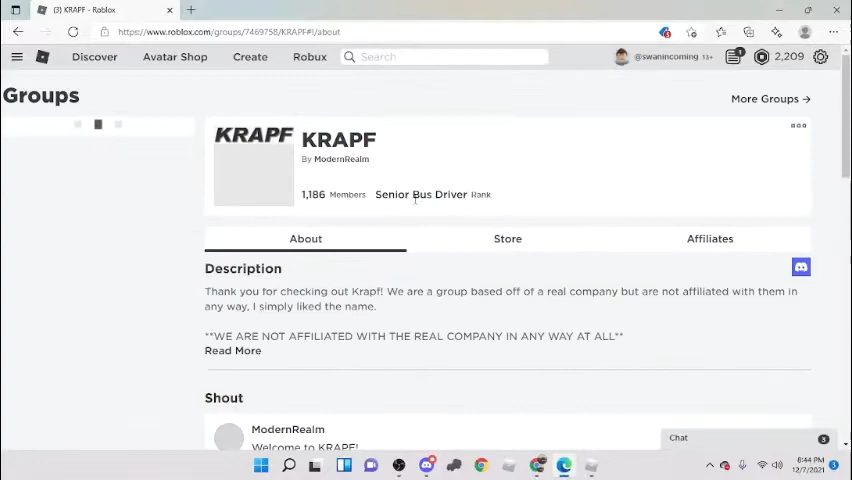 (3) KRAPF - Roblox
https://www.roblox.com/groups/7469758/KRAPF#!/about
Discover Avatar Shop Create Robux Search @swanincoming 13+ 1 2,209
Groups
More Groups →
KRAPF
KRAPF
By ModernRealm
1,186 Members Senior Bus Driver Rank
About Store Affiliates
Description
Thank you for checking out Krapf! We are a group based off of a real company but are not affiliated with them in
any way, I simply liked the name.
**WE ARE NOT AFFILIATED WITH THE REAL COMPANY IN ANY WAY AT ALL**
Read More
Shout
ModernRealm
Welcome to KRAPF!
Chat 3
8:44 PM
12/7/2021
3